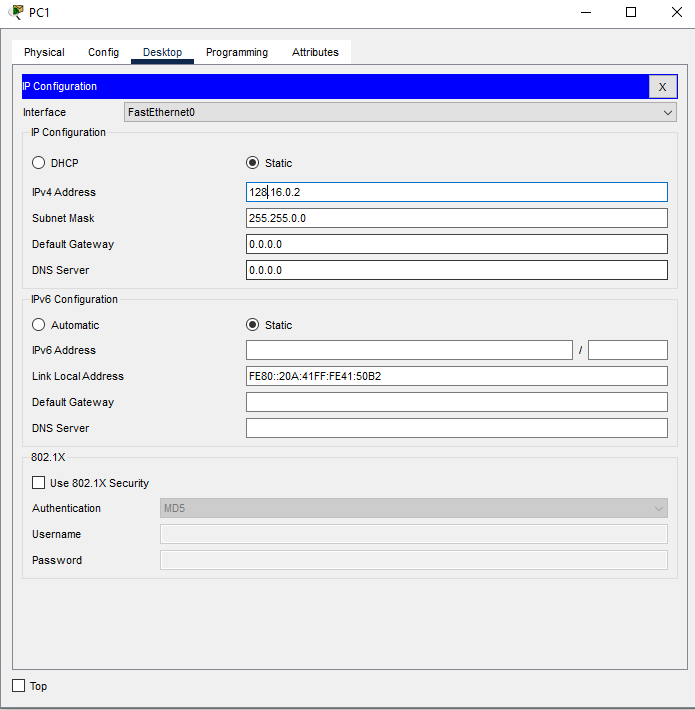 PC1
Physical Config Desktop Programming Attributes
IP Configuration X
Interface FastEthernet0
IP Configuration
DHCP Static
IPv4 Address 128.16.0.2
Subnet Mask 255.255.0.0
Default Gateway 0.0.0.0
DNS Server 0.0.0.0
IPv6 Configuration
Automatic Static
IPv6 Address /
Link Local Address FE80::20A:41FF:FE41:50B2
Default Gateway
DNS Server
802.1X
Use 802.1X Security
Authentication MD5
Username
Password
Top